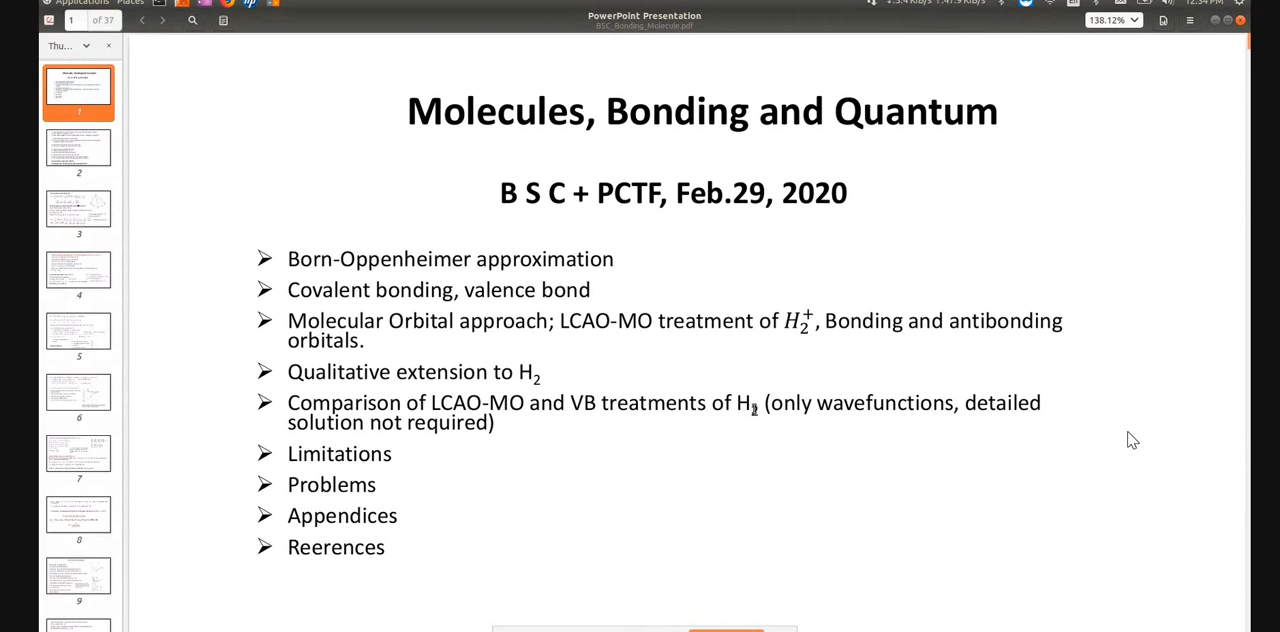 Applications Places
12:34 PM
1 of 37
PowerPoint Presentation
BSC_Bonding_Molecule.pdf
138.12%
Thu...
1
2
3
4
5
6
7
8
9
Molecules, Bonding and Quantum
B S C + PCTF, Feb.29, 2020
➢ Born-Oppenheimer approximation
➢ Covalent bonding, valence bond
➢ Molecular Orbital approach; LCAO-MO treatment of H₂⁺, Bonding and antibonding
orbitals.
➢ Qualitative extension to H₂
➢ Comparison of LCAO-MO and VB treatments of H₂ (only wavefunctions, detailed
solution not required)
➢ Limitations
➢ Problems
➢ Appendices
➢ Reerences